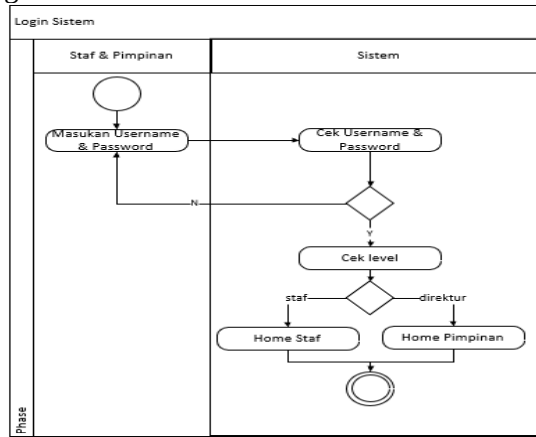 Login Sistem
Staf & Pimpinan
Sistem
Masukan Username
& Password
Cek Username &
Password
N
Y
Cek level
staf
direktur
Home Staf
Home Pimpinan
Phase